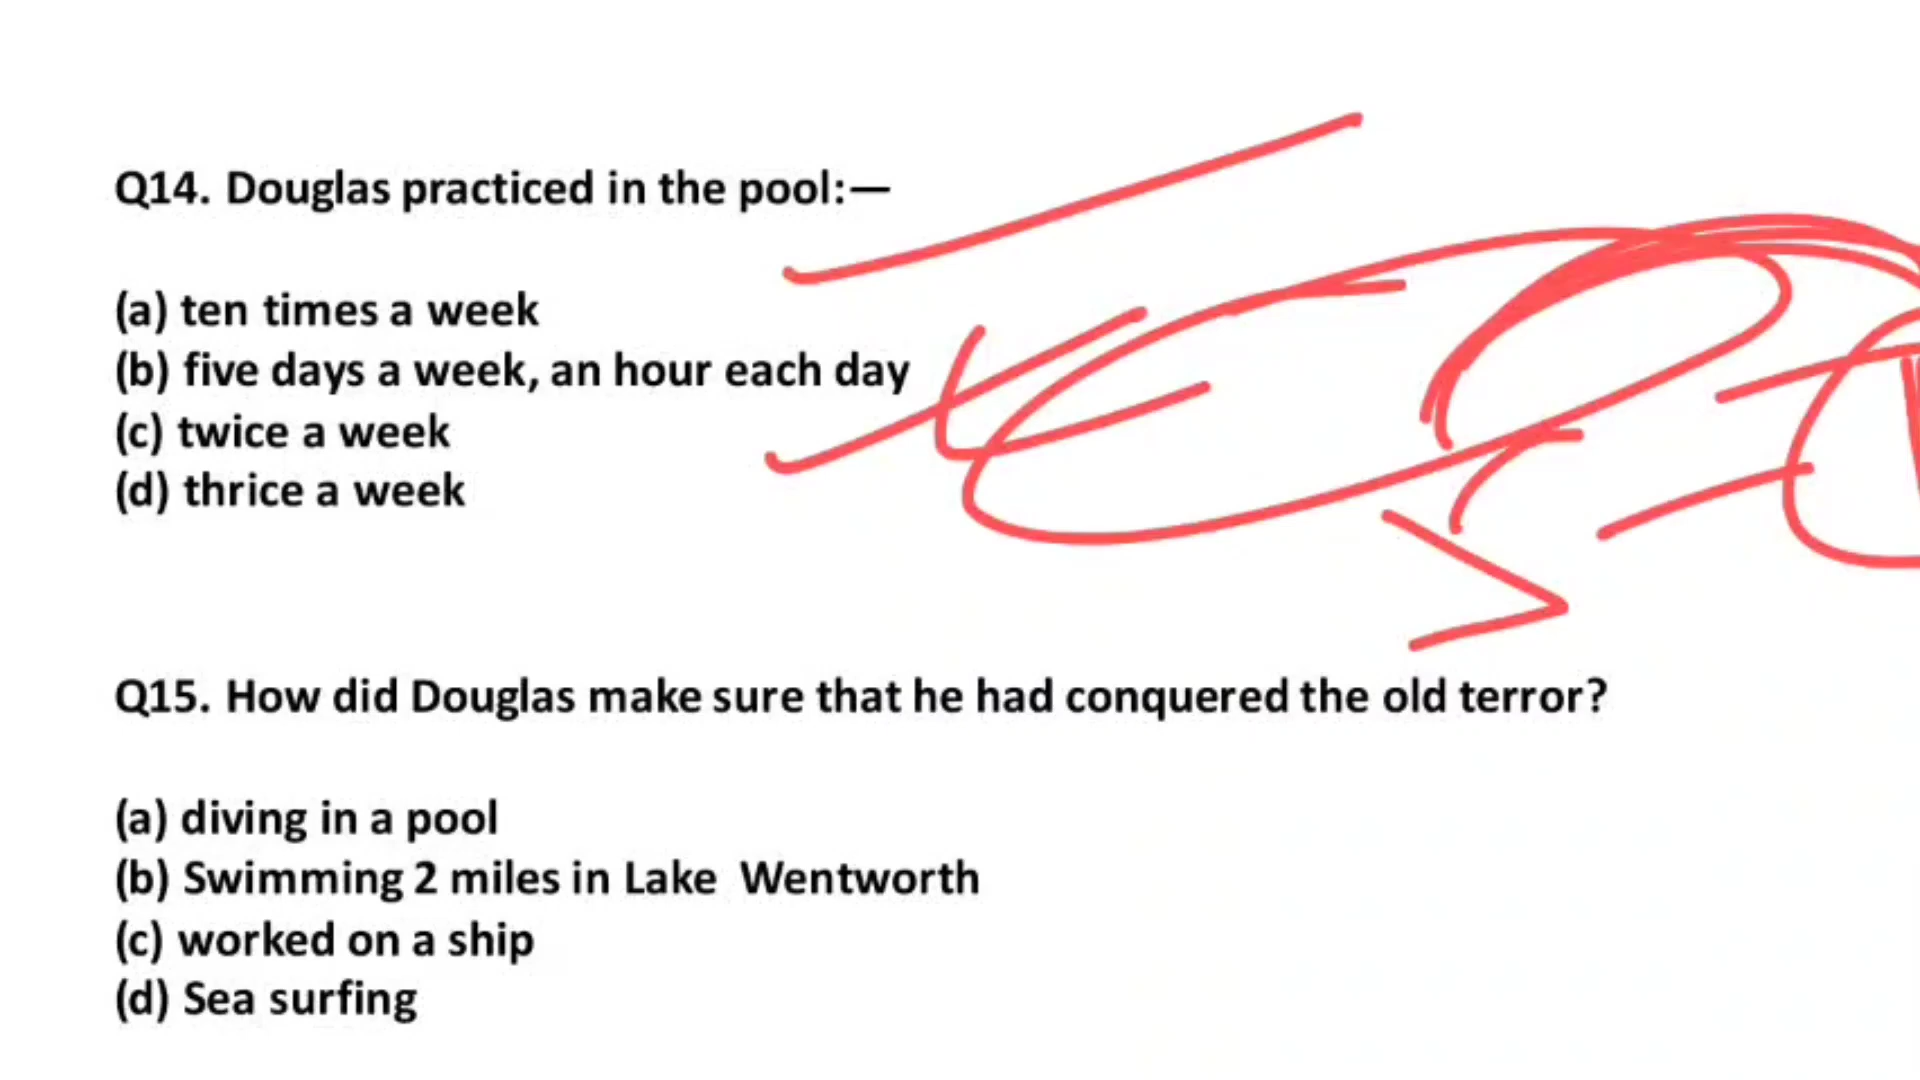 Q14. Douglas practiced in the pool:—
(a) ten times a week
(b) five days a week, an hour each day
(c) twice a week
(d) thrice a week
Q15. How did Douglas make sure that he had conquered the old terror?
(a) diving in a pool
(b) Swimming 2 miles in Lake Wentworth
(c) worked on a ship
(d) Sea surfing